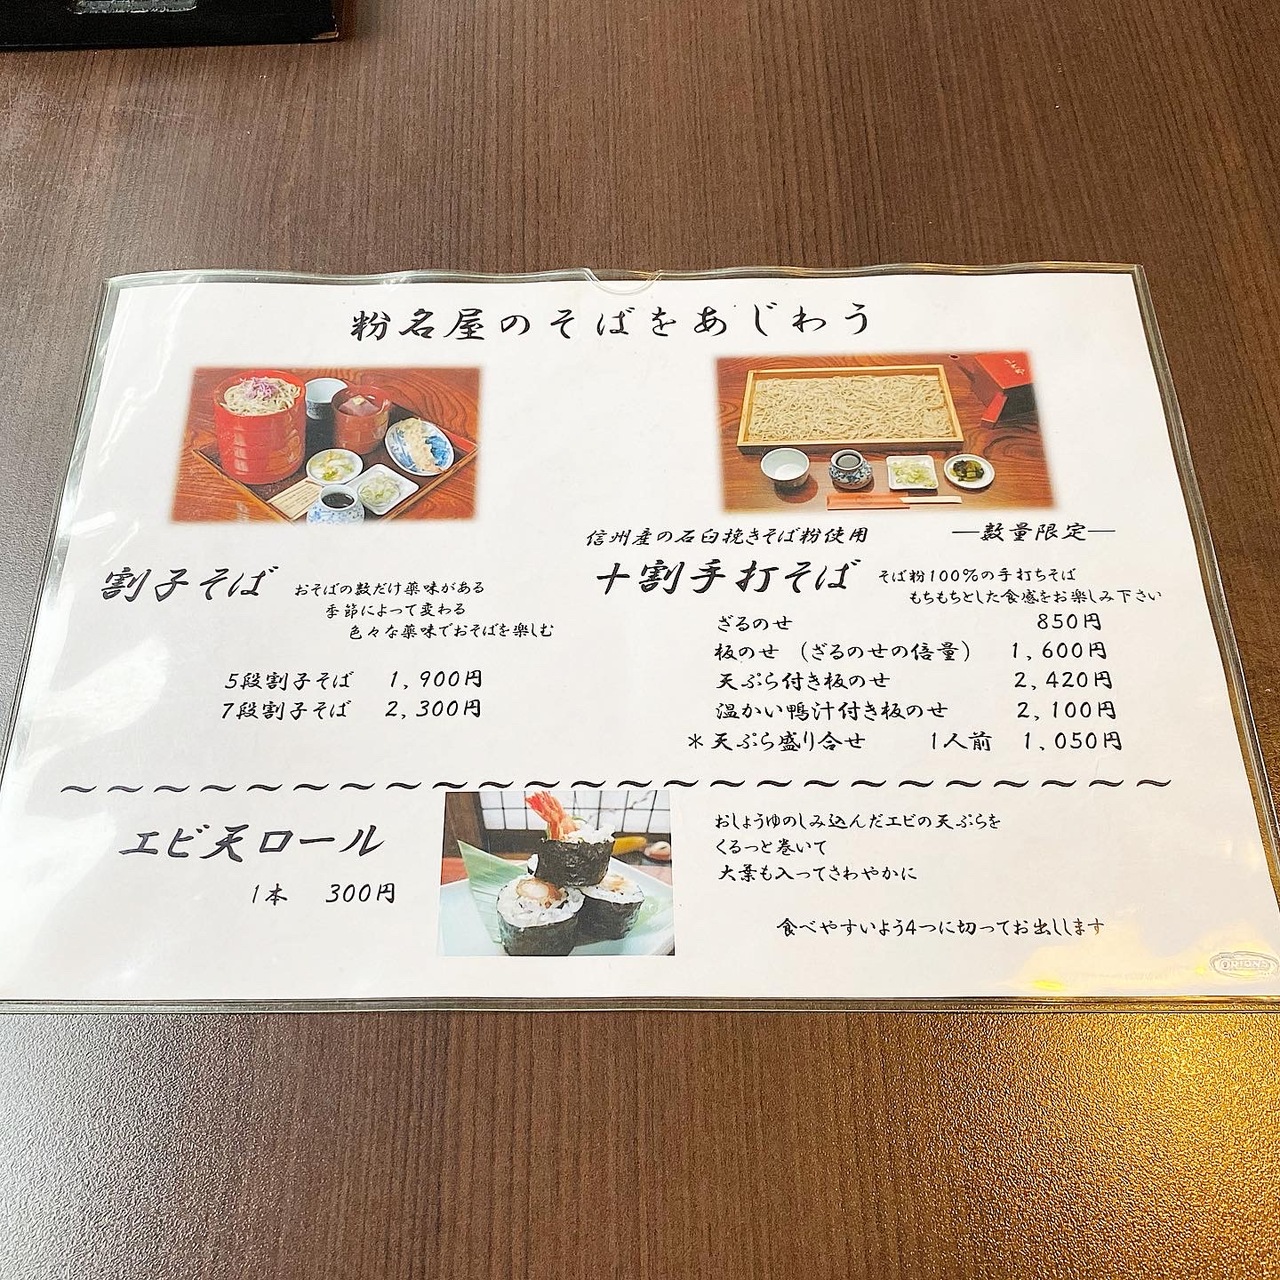 粉名屋のそばをあじわう
割子そば
おそばの数だけ薬味がある
季節によって変わる
色々な薬味でおそばを楽しむ
5段割子そば 1,900円
7段割子そば 2,300円
信州産の石臼挽きそば粉使用 ―数量限定―
十割手打そば
そば粉100%の手打ちそば
もちもちとした食感をお楽しみ下さい
ざるのせ 850円
板のせ (ざるのせの倍量) 1,600円
天ぷら付き板のせ 2,420円
温かい鴨汁付き板のせ 2,100円
*天ぷら盛り合せ 1人前 1,050円
～～～～～～～～～～～～～～～～～～～～～～～～～～～～～～～
エビ天ロール
1本 300円
おしょうゆのしみ込んだエビの天ぷらを
くるっと巻いて
大葉も入ってさわやかに
食べやすいよう4つに切ってお出しします